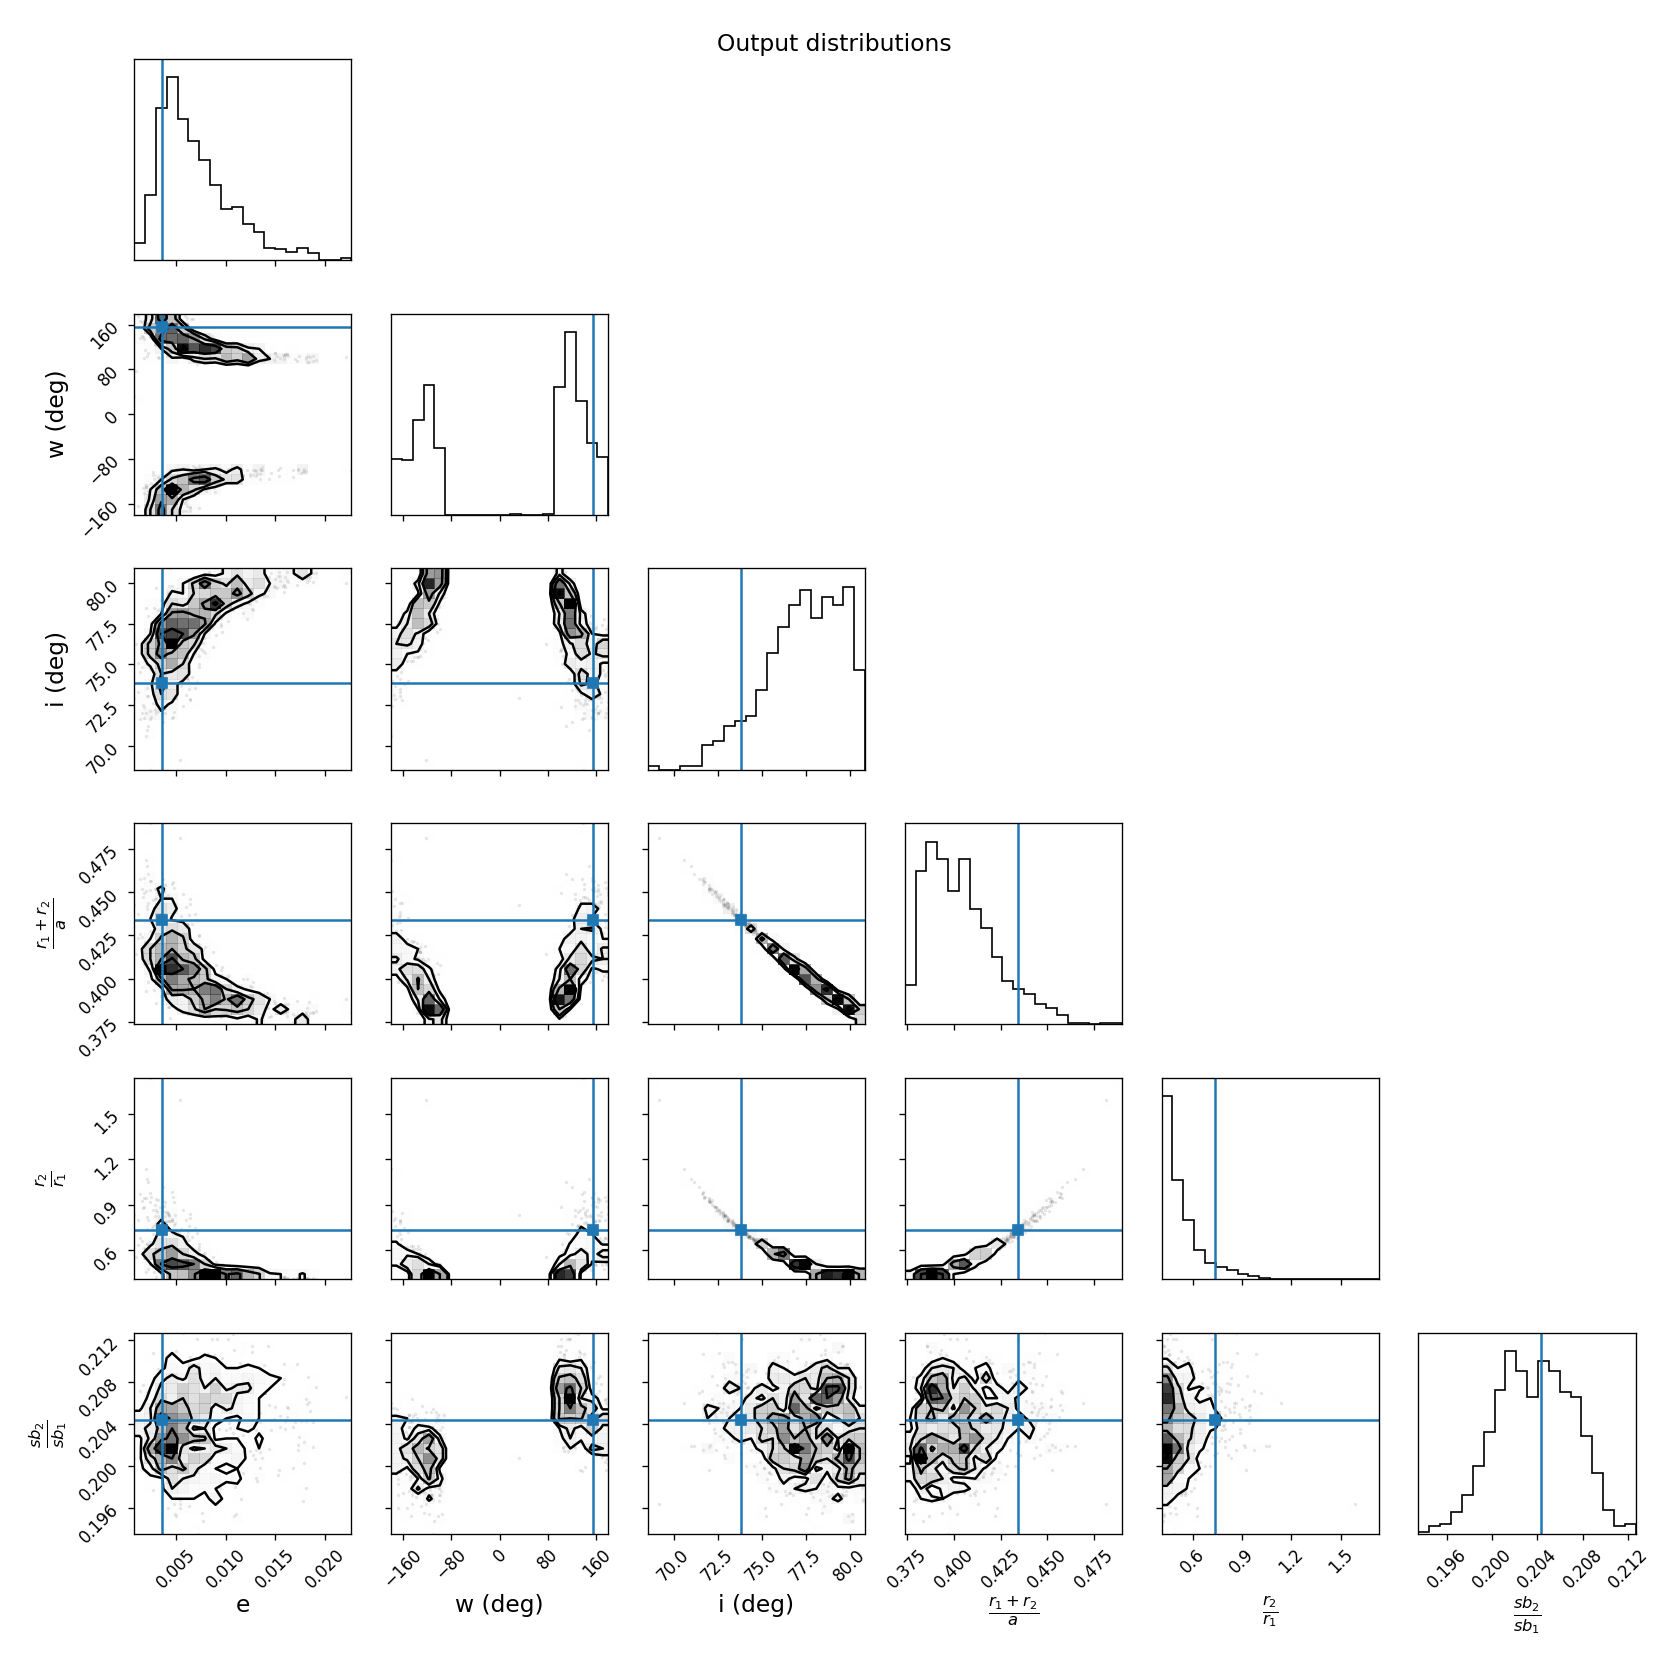 Output distributions
w (deg)
160
80
0
−80
−160
i (deg)
80.0
77.5
75.0
72.5
70.0
r₁ + r₂
a
0.475
0.450
0.425
0.400
0.375
r₂
r₁
1.5
1.2
0.9
0.6
sb₂
sb₁
0.212
0.208
0.204
0.200
0.196
0.005 0.010 0.015 0.020
−160 −80 0 80 160
70.0 72.5 75.0 77.5 80.0
0.375 0.400 0.425 0.450 0.475
0.6 0.9 1.2 1.5
0.196 0.200 0.204 0.208 0.212
e
w (deg)
i (deg)
r₁ + r₂
a
r₂
r₁
sb₂
sb₁